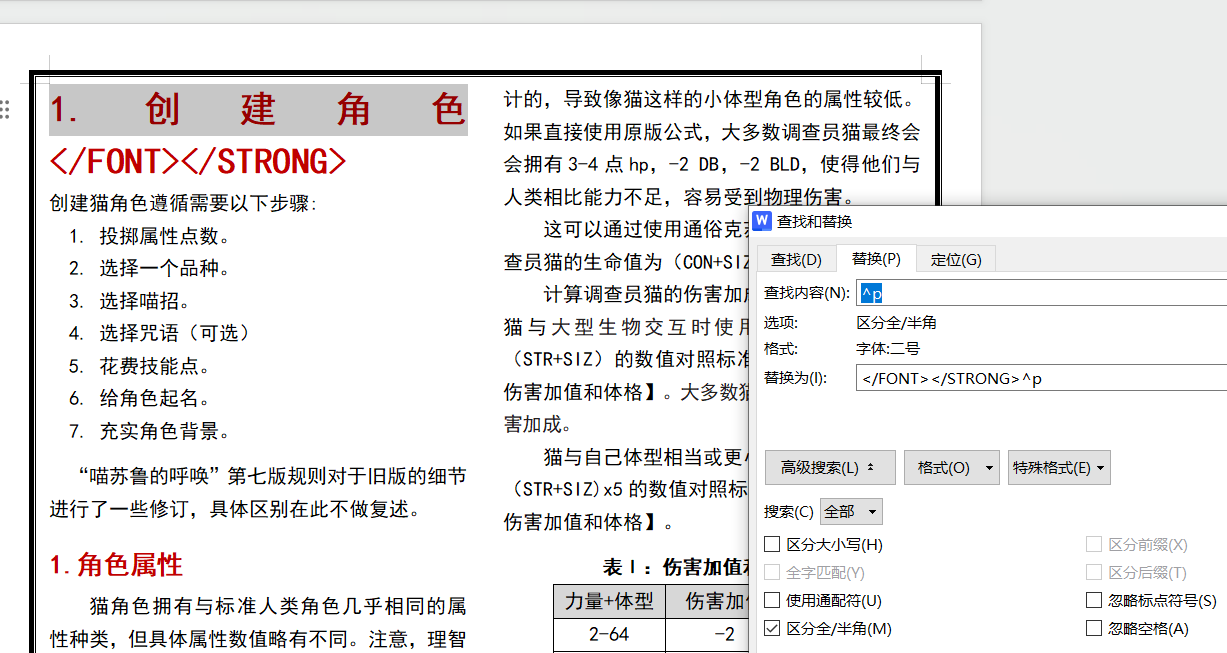 1. 创建角色
</FONT></STRONG>
创建猫角色遵循需要以下步骤:
1. 投掷属性点数。
2. 选择一个品种。
3. 选择喵招。
4. 选择咒语（可选）
5. 花费技能点。
6. 给角色起名。
7. 充实角色背景。
“喵苏鲁的呼唤”第七版规则对于旧版的细节
进行了一些修订，具体区别在此不做复述。
1.角色属性
猫角色拥有与标准人类角色几乎相同的属
性种类，但具体属性数值略有不同。注意，理智
计的，导致像猫这样的小体型角色的属性较低。
如果直接使用原版公式，大多数调查员猫最终会
会拥有 3-4 点 hp，-2 DB，-2 BLD，使得他们与
人类相比能力不足，容易受到物理伤害。
这可以通过使用通俗克
查员猫的生命值为（CON+SIZ
计算调查员猫的伤害加
猫与大型生物交互时使用
（STR+SIZ）的数值对照标准
伤害加值和体格】。大多数猫
害加成。
猫与自己体型相当或更小
（STR+SIZ)x5 的数值对照标
伤害加值和体格】。
表 1：伤害加值和
力量+体型 伤害加
2-64 -2
查找和替换
查找(D) 替换(P) 定位(G)
查找内容(N): ^p
选项: 区分全/半角
格式: 字体:二号
替换为(I): </FONT></STRONG>^p
高级搜索(L) 格式(O) 特殊格式(E)
搜索(C) 全部
区分大小写(H) 区分前缀(X)
全字匹配(Y) 区分后缀(T)
使用通配符(U) 忽略标点符号(S)
区分全/半角(M) 忽略空格(A)